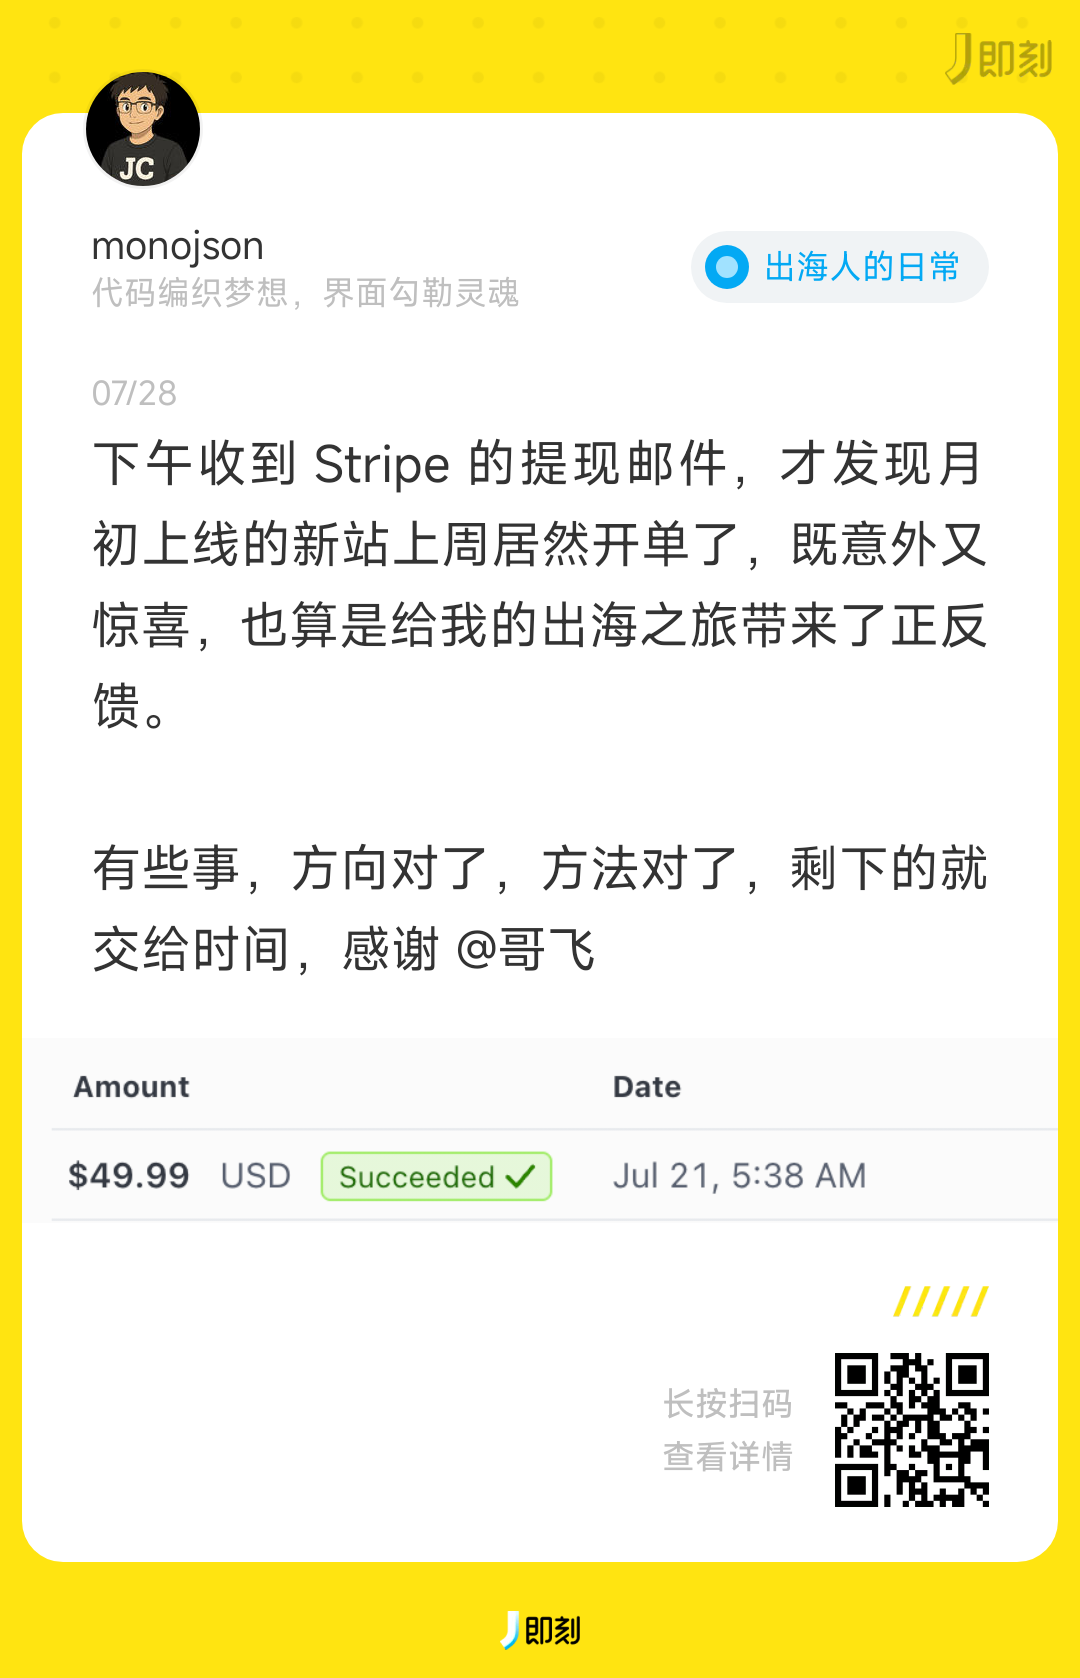 即刻
JC
monojson
代码编织梦想，界面勾勒灵魂
出海人的日常
07/28
下午收到 Stripe 的提现邮件，才发现月
初上线的新站上周居然开单了，既意外又
惊喜，也算是给我的出海之旅带来了正反
馈。
有些事，方向对了，方法对了，剩下的就
交给时间，感谢 @哥飞
Amount Date
$49.99 USD Succeeded ✓ Jul 21, 5:38 AM
长按扫码
查看详情
即刻